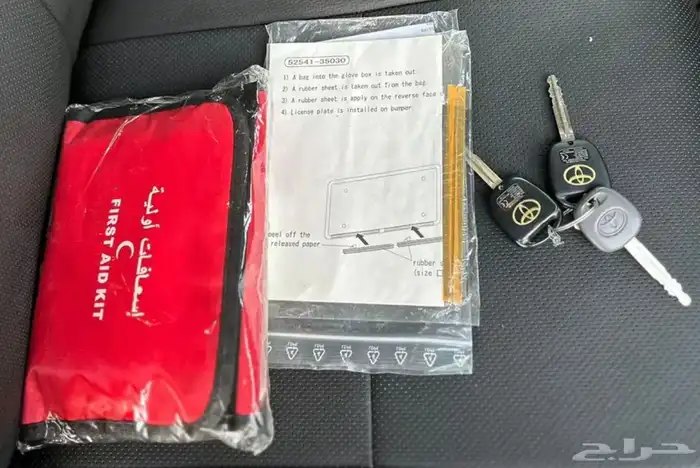 إسعافات أولية
FIRST AID KIT
52541-35030
1) A bag into the glove box is taken out
2) A rubber sheet is taken out from the bag.
3) A rubber sheet is apply on the reverse face
4) License plate is installed on bumper
eel off the
released paper
rubber s
(size
حراج